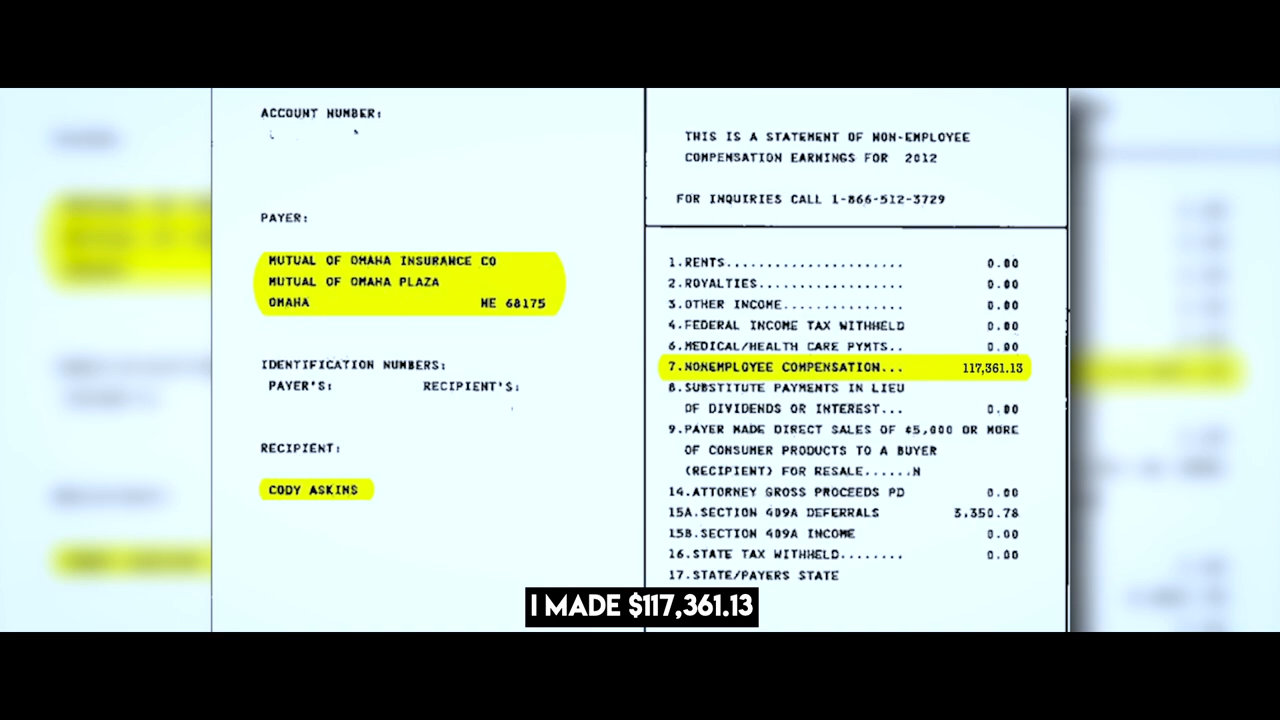 ACCOUNT NUMBER:
PAYER:
MUTUAL OF OMAHA INSURANCE CO
MUTUAL OF OMAHA PLAZA
OMAHA NE 68175
IDENTIFICATION NUMBERS:
PAYER'S: RECIPIENT'S:
RECIPIENT:
CODY ASKINS
THIS IS A STATEMENT OF NON-EMPLOYEE
COMPENSATION EARNINGS FOR 2012
FOR INQUIRIES CALL 1-866-512-3729
1.RENTS...................... 0.00
2.ROYALTIES.................. 0.00
3.OTHER INCOME............... 0.00
4.FEDERAL INCOME TAX WITHHELD 0.00
6.MEDICAL/HEALTH CARE PYMTS.. 0.00
7.NONEMPLOYEE COMPENSATION... 117,361.13
8.SUBSTITUTE PAYMENTS IN LIEU
OF DIVIDENDS OR INTEREST... 0.00
9.PAYER MADE DIRECT SALES OF $5,000 OR MORE
OF CONSUMER PRODUCTS TO A BUYER
(RECIPIENT) FOR RESALE......N
14.ATTORNEY GROSS PROCEEDS PD 0.00
15A.SECTION 409A DEFERRALS 3,350.78
15B.SECTION 409A INCOME 0.00
16.STATE TAX WITHHELD........ 0.00
17.STATE/PAYERS STATE
I MADE $117,361.13